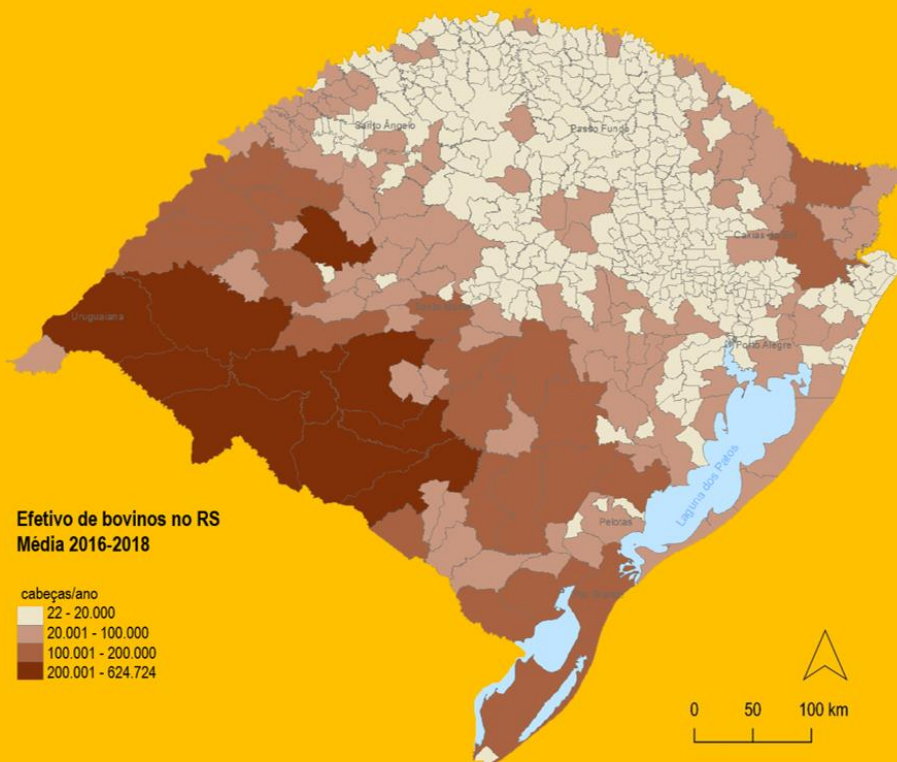 Santo Ângelo
Passo Fundo
Caxias do Sul
Uruguaiana
Porto Alegre
Laguna dos Patos
Pelotas
Rio Grande
Efetivo de bovinos no RS
Média 2016-2018
cabeças/ano
22 - 20.000
20.001 - 100.000
100.001 - 200.000
200.001 - 624.724
0 50 100 km